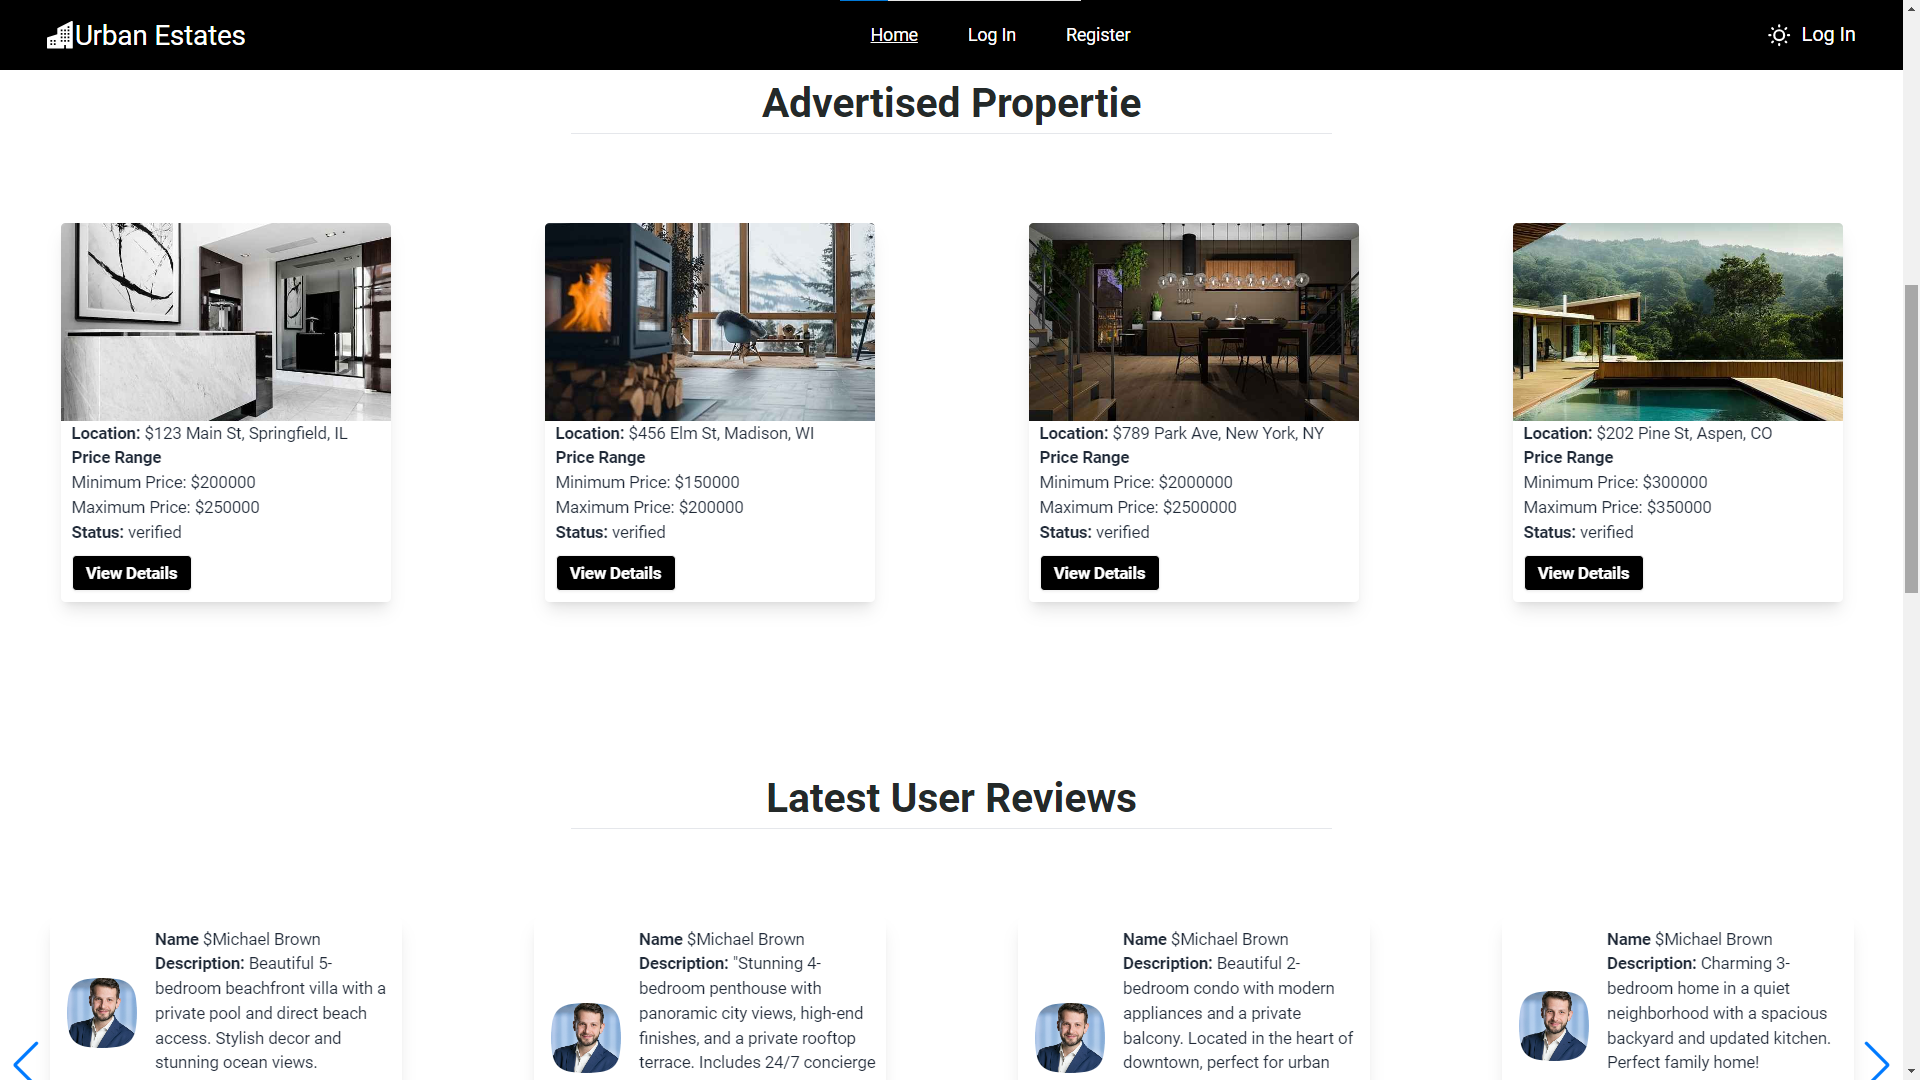 Urban Estates
Home
Log In
Register
Log In
Advertised Propertie
Location: $123 Main St, Springfield, IL
Price Range
Minimum Price: $200000
Maximum Price: $250000
Status: verified
View Details
Location: $456 Elm St, Madison, WI
Price Range
Minimum Price: $150000
Maximum Price: $200000
Status: verified
View Details
Location: $789 Park Ave, New York, NY
Price Range
Minimum Price: $2000000
Maximum Price: $2500000
Status: verified
View Details
Location: $202 Pine St, Aspen, CO
Price Range
Minimum Price: $300000
Maximum Price: $350000
Status: verified
View Details
Latest User Reviews
Name $Michael Brown
Description: Beautiful 5-
bedroom beachfront villa with a
private pool and direct beach
access. Stylish decor and
stunning ocean views.
Name $Michael Brown
Description: "Stunning 4-
bedroom penthouse with
panoramic city views, high-end
finishes, and a private rooftop
terrace. Includes 24/7 concierge
Name $Michael Brown
Description: Beautiful 2-
bedroom condo with modern
appliances and a private
balcony. Located in the heart of
downtown, perfect for urban
Name $Michael Brown
Description: Charming 3-
bedroom home in a quiet
neighborhood with a spacious
backyard and updated kitchen.
Perfect family home!